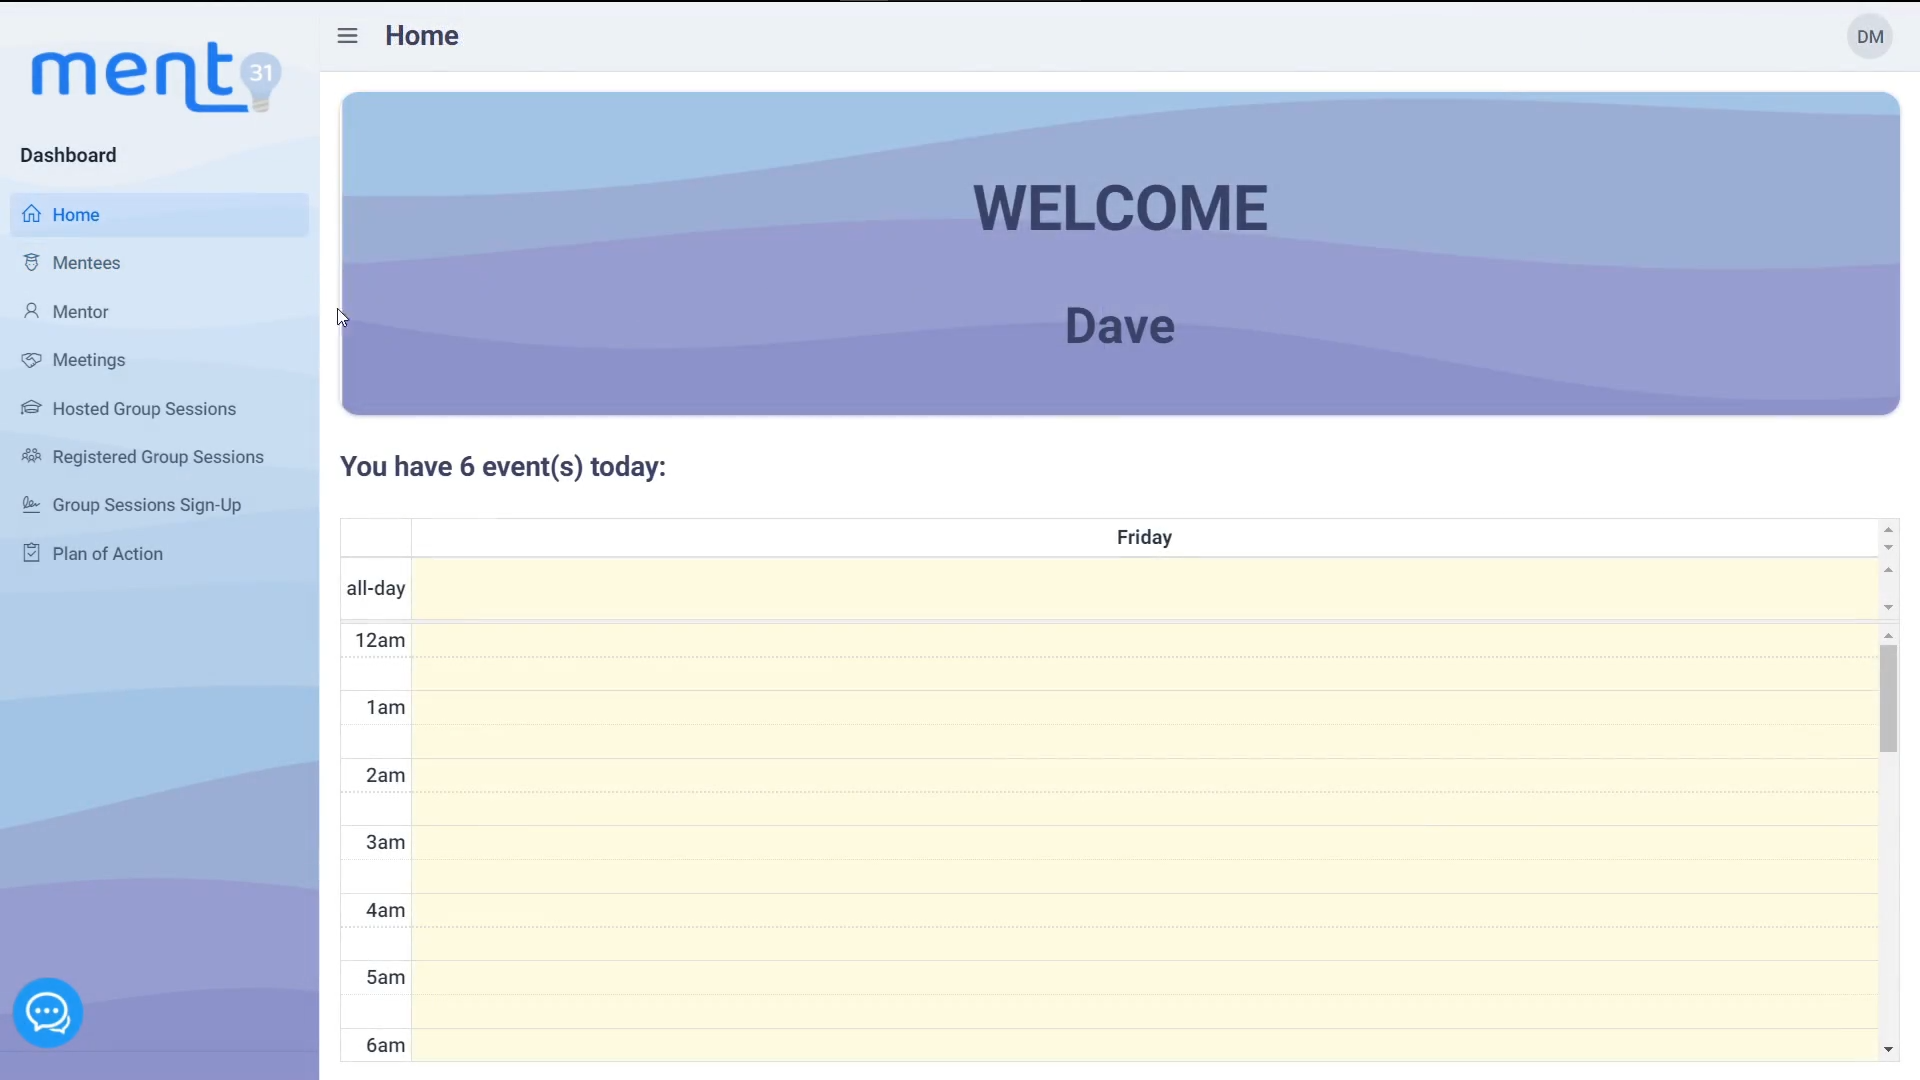 ment
31
Home
DM
Dashboard
Home
Mentees
Mentor
Meetings
Hosted Group Sessions
Registered Group Sessions
Group Sessions Sign-Up
Plan of Action
WELCOME
Dave
You have 6 event(s) today:
Friday
all-day
12am
1am
2am
3am
4am
5am
6am